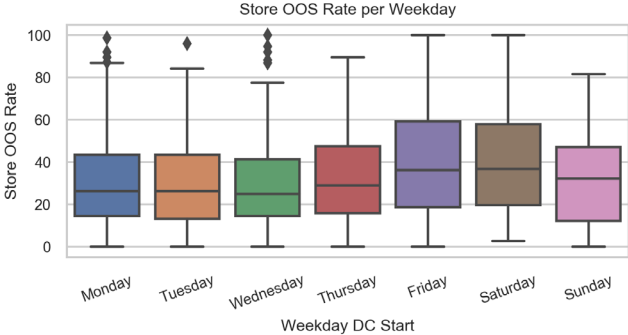 Store OOS Rate per Weekday
Store OOS Rate
100
80
60
40
20
0
Monday Tuesday Wednesday Thursday Friday Saturday Sunday
Weekday DC Start